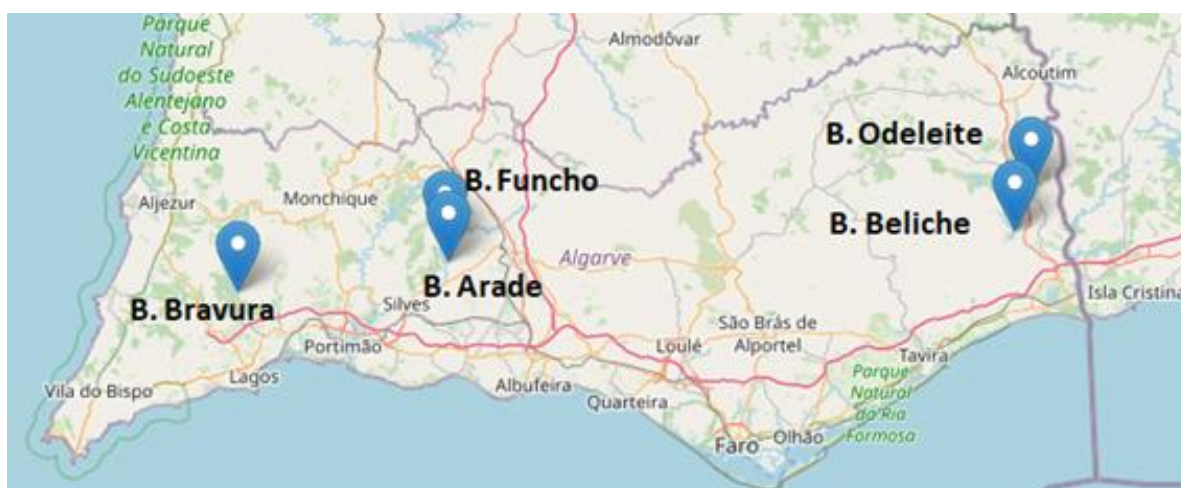 Parque
Natural
do Sudoeste
Alentejano
e Costa
Vicentina
Almodôvar
Alcoutim
B. Odeleite
B. Funcho
Monchique
Aljezur
B. Beliche
Algarve
B. Arade
B. Bravura
Silves
Isla Cristina
São Brás de
Alportel
Portimão
Loulé
Tavira
Lagos
Albufeira
Vila do Bispo
Quarteira
Parque
Natural
da Ria
Formosa
Faro
Olhão